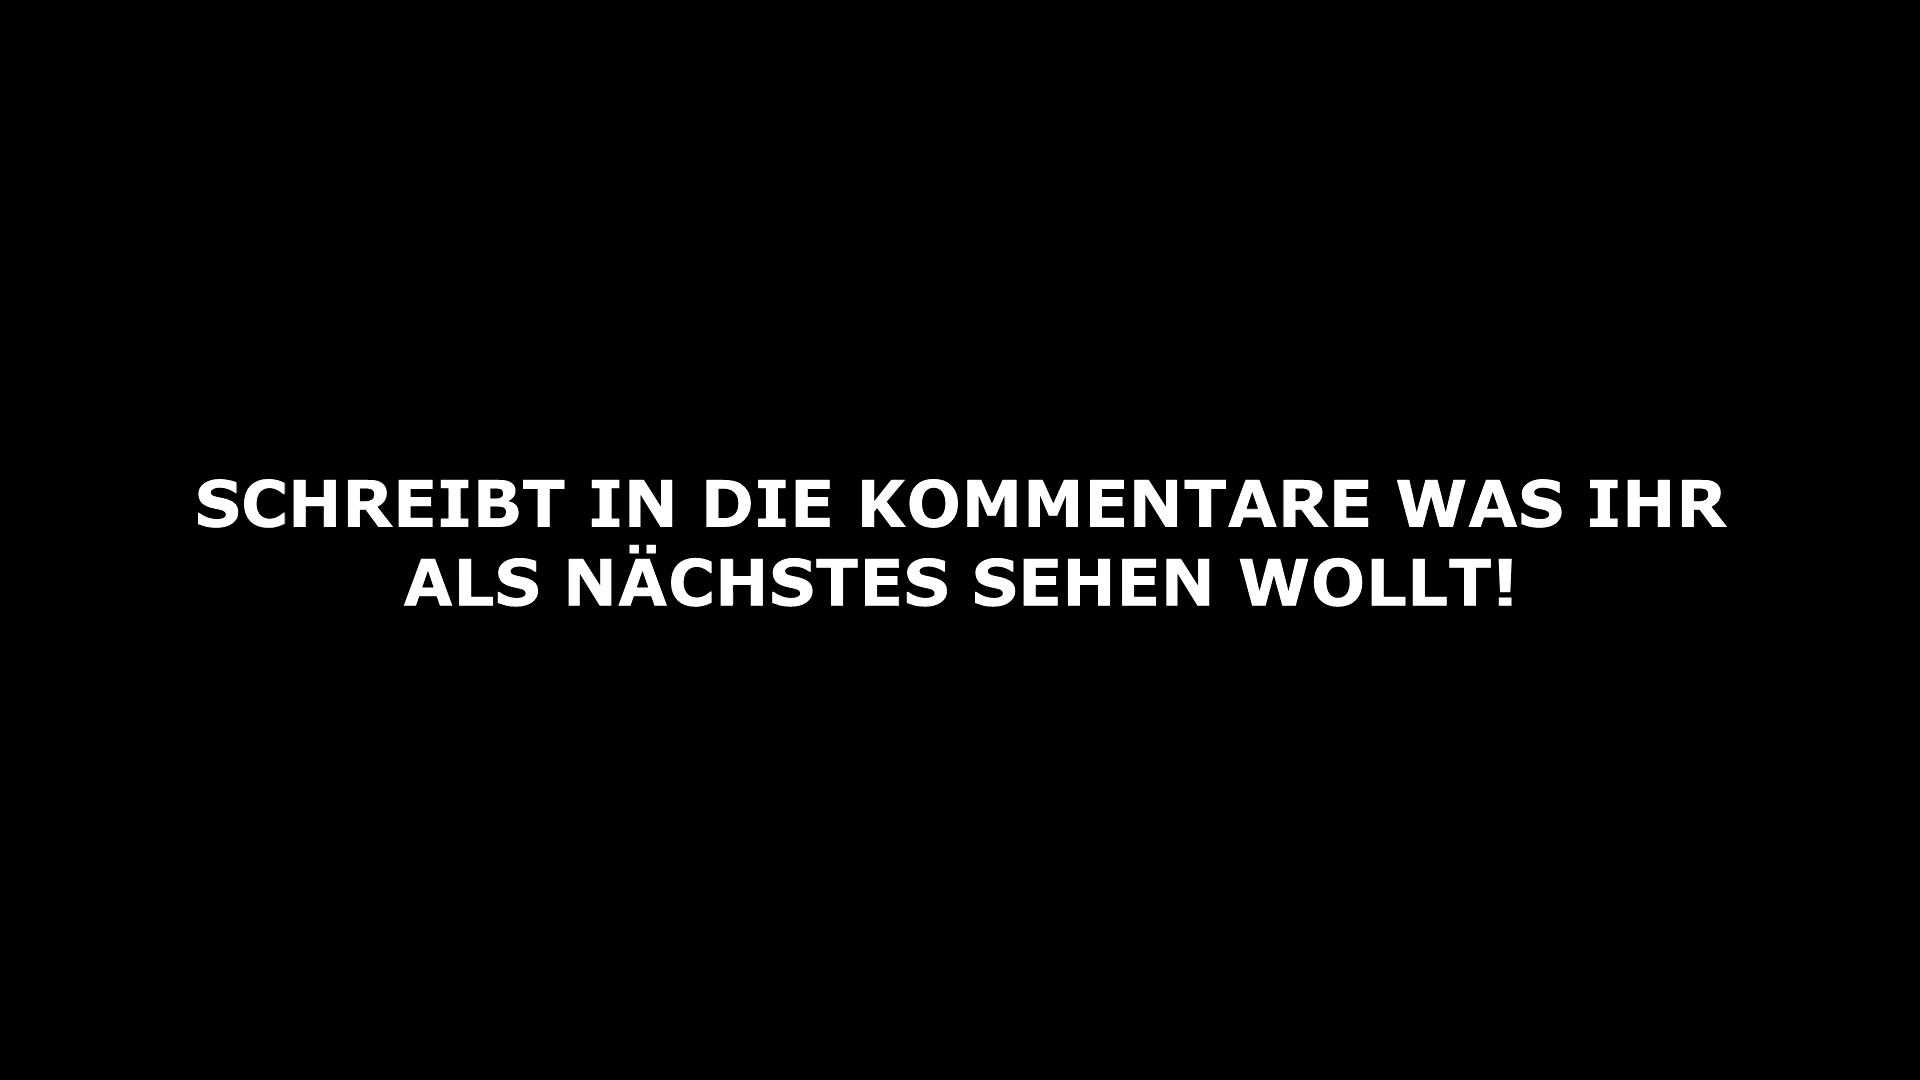 SCHREIBT IN DIE KOMMENTARE WAS IHR
ALS NÄCHSTES SEHEN WOLLT!